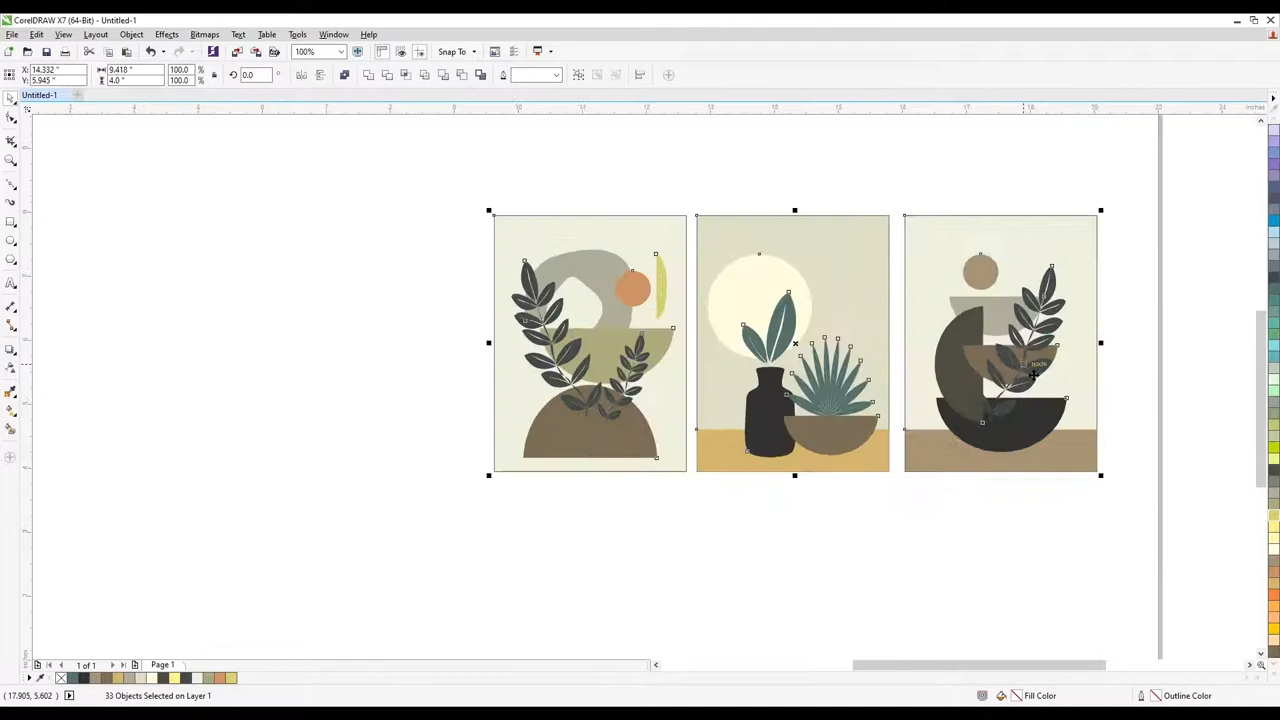 CorelDRAW X7 (64-Bit) - Untitled-1
File Edit View Layout Object Effects Bitmaps Text Table Tools Window Help
100% Snap To
X: 14.332 " 9.418 " 100.0 % 0.0 °
Y: 5.945 " 4.0 " 100.0 %
Untitled-1
inches
node
1 of 1 Page 1
(17.905, 5.602) 33 Objects Selected on Layer 1 Fill Color Outline Color